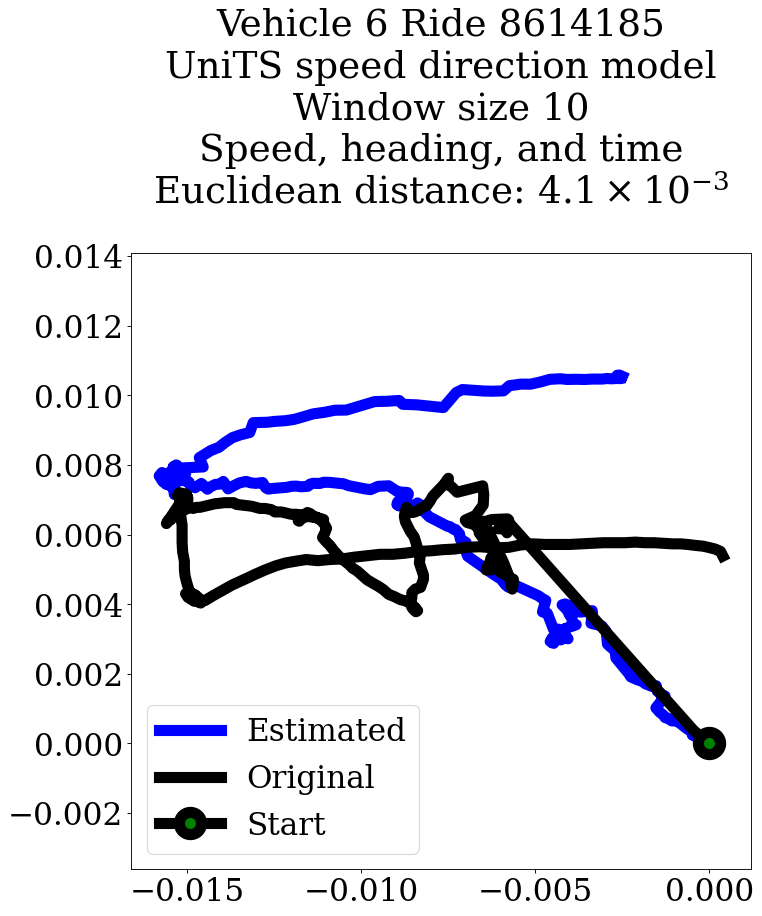 Vehicle 6 Ride 8614185
UniTS speed direction model
Window size 10
Speed, heading, and time
Euclidean distance: 4.1 × 10⁻³
0.014
0.012
0.010
0.008
0.006
0.004
0.002
0.000
−0.002
Estimated
Original
Start
−0.015 −0.010 −0.005 0.000